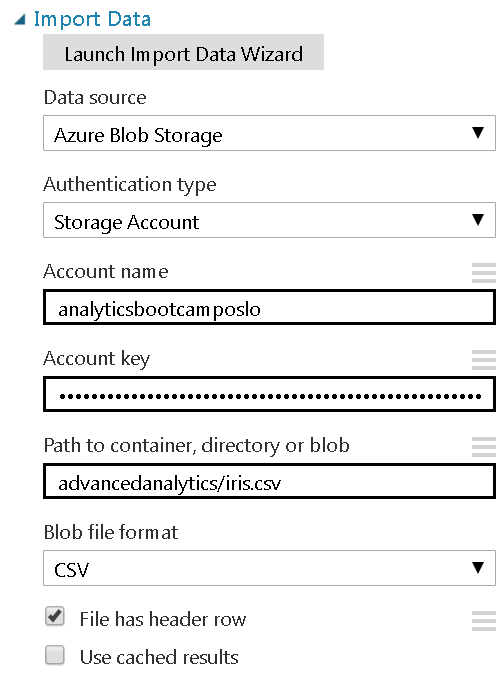 Import Data
Launch Import Data Wizard
Data source
Azure Blob Storage
Authentication type
Storage Account
Account name
analyticsbootcamposlo
Account key
Path to container, directory or blob
advancedanalytics/iris.csv
Blob file format
CSV
File has header row
Use cached results